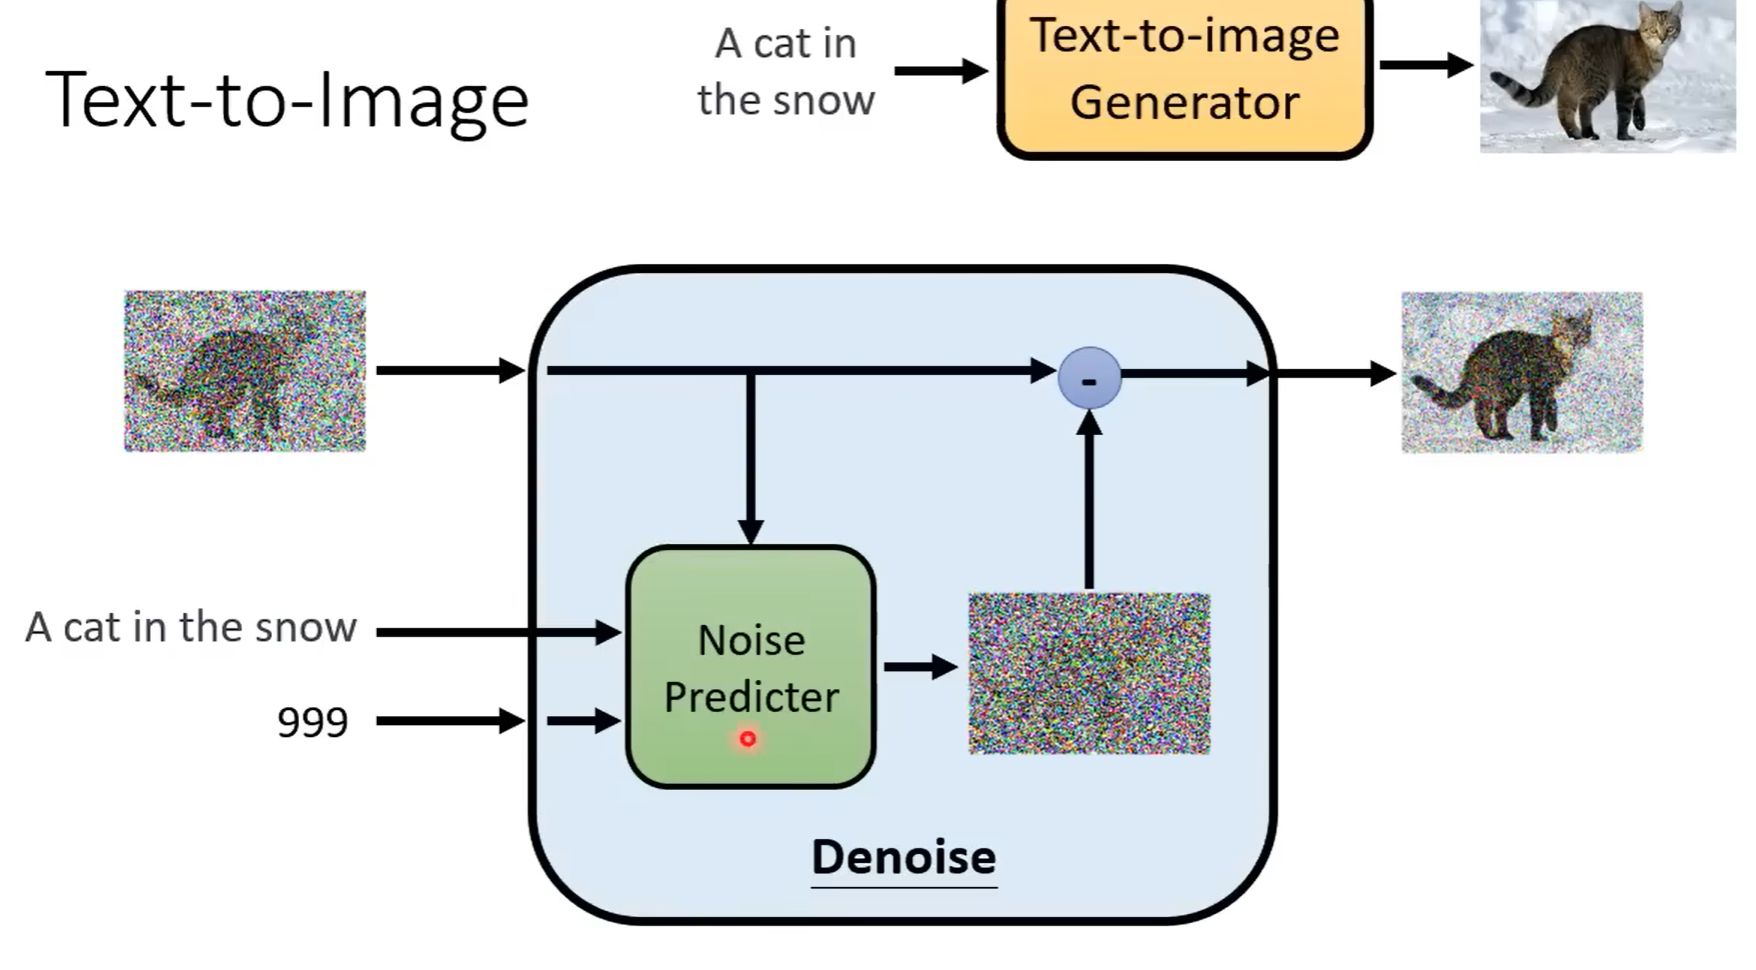 Text-to-Image
A cat in
the snow
Text-to-image
Generator
A cat in the snow
999
Noise
Predicter
-
Denoise